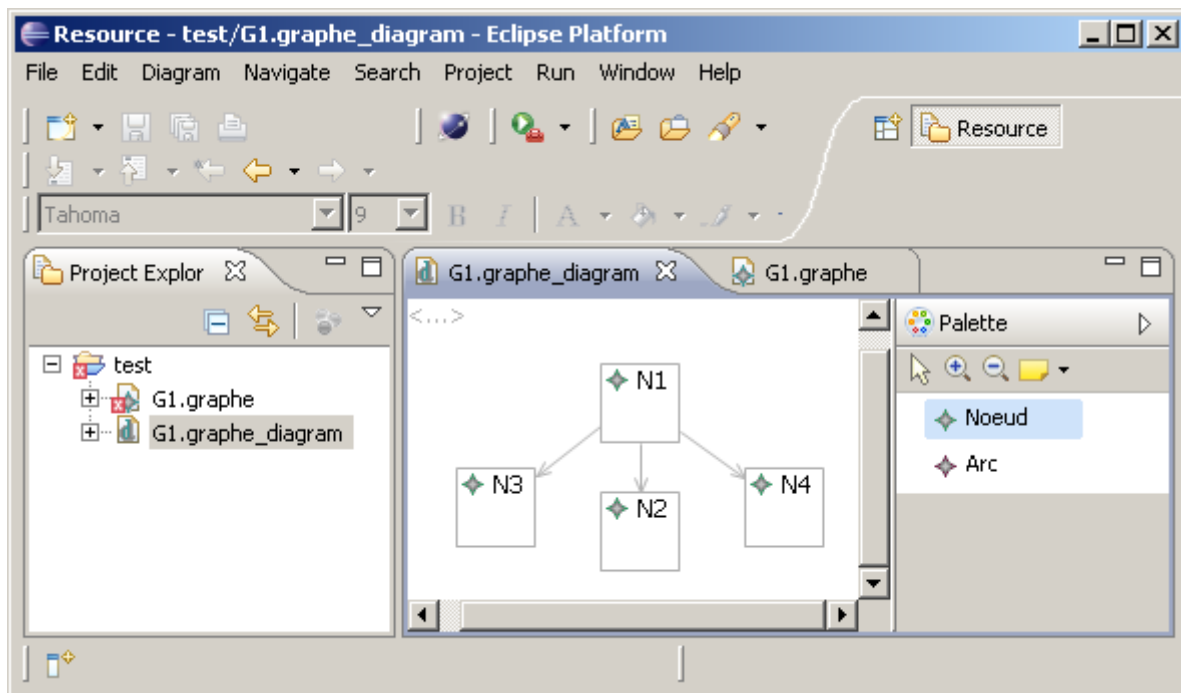 Resource - test/G1.graphe_diagram - Eclipse Platform
File Edit Diagram Navigate Search Project Run Window Help
Resource
Tahoma 9 B I A
Project Explor
G1.graphe_diagram G1.graphe
<...>
Palette
test
G1.graphe
G1.graphe_diagram
N1
N3
N2
N4
Noeud
Arc